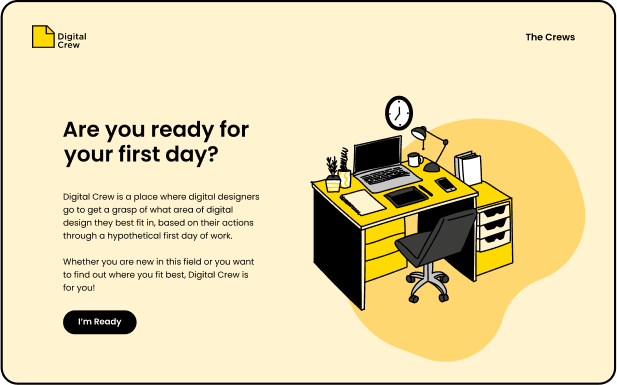 Digital
Crew
The Crews
Are you ready for
your first day?
Digital Crew is a place where digital designers
go to get a grasp of what area of digital
design they best fit in, based on their actions
through a hypothetical first day of work.
Whether you are new in this field or you want
to find out where you fit best, Digital Crew is
for you!
I'm Ready